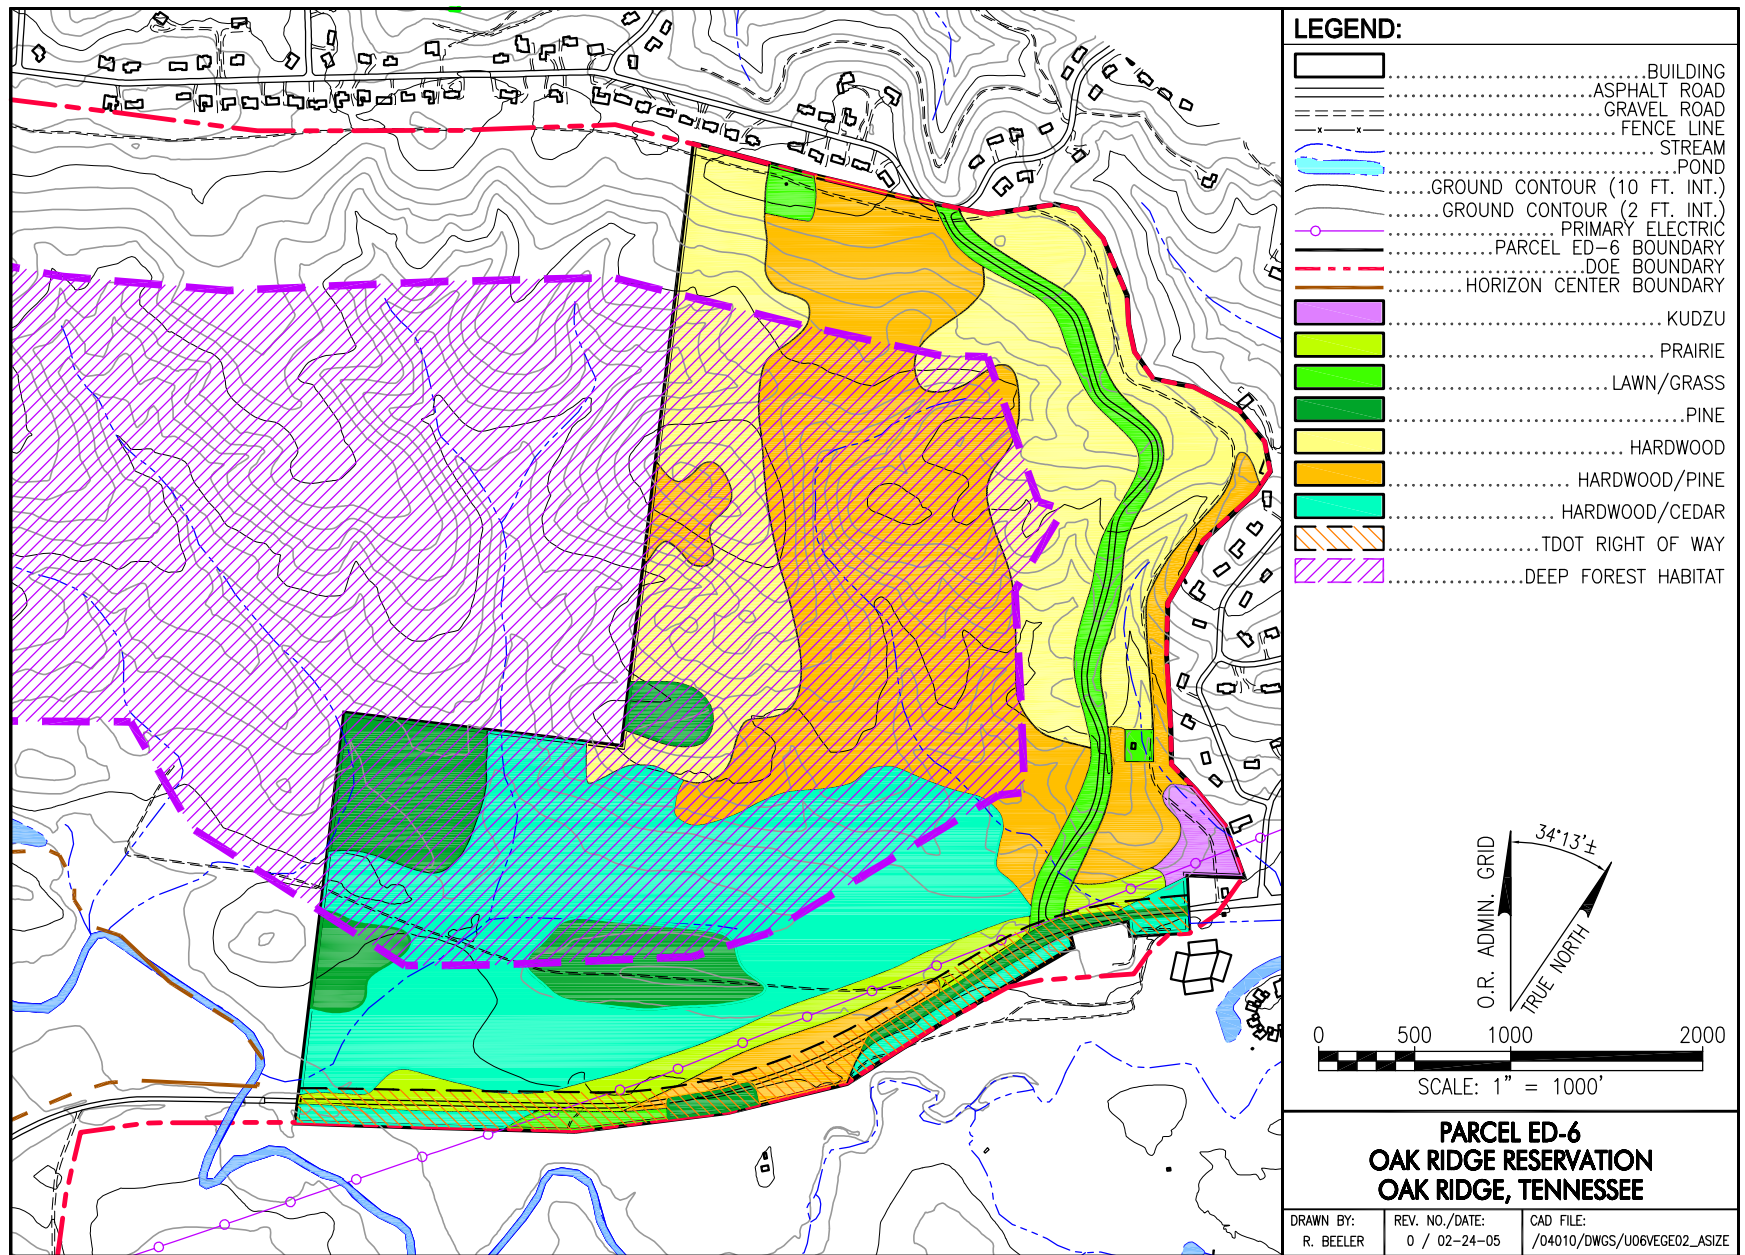 LEGEND:
BUILDING
ASPHALT ROAD
GRAVEL ROAD
FENCE LINE
STREAM
POND
GROUND CONTOUR (10 FT. INT.)
GROUND CONTOUR (2 FT. INT.)
PRIMARY ELECTRIC
PARCEL ED-6 BOUNDARY
DOE BOUNDARY
HORIZON CENTER BOUNDARY
KUDZU
PRAIRIE
LAWN/GRASS
PINE
HARDWOOD
HARDWOOD/PINE
HARDWOOD/CEDAR
TDOT RIGHT OF WAY
DEEP FOREST HABITAT
34°13'±
O.R. ADMIN. GRID
TRUE NORTH
0 500 1000 2000
SCALE: 1" = 1000'
PARCEL ED-6
OAK RIDGE RESERVATION
OAK RIDGE, TENNESSEE
DRAWN BY: REV. NO./DATE: CAD FILE:
R. BEELER 0 / 02-24-05 /04010/DWGS/U06VEGE02_ASIZE